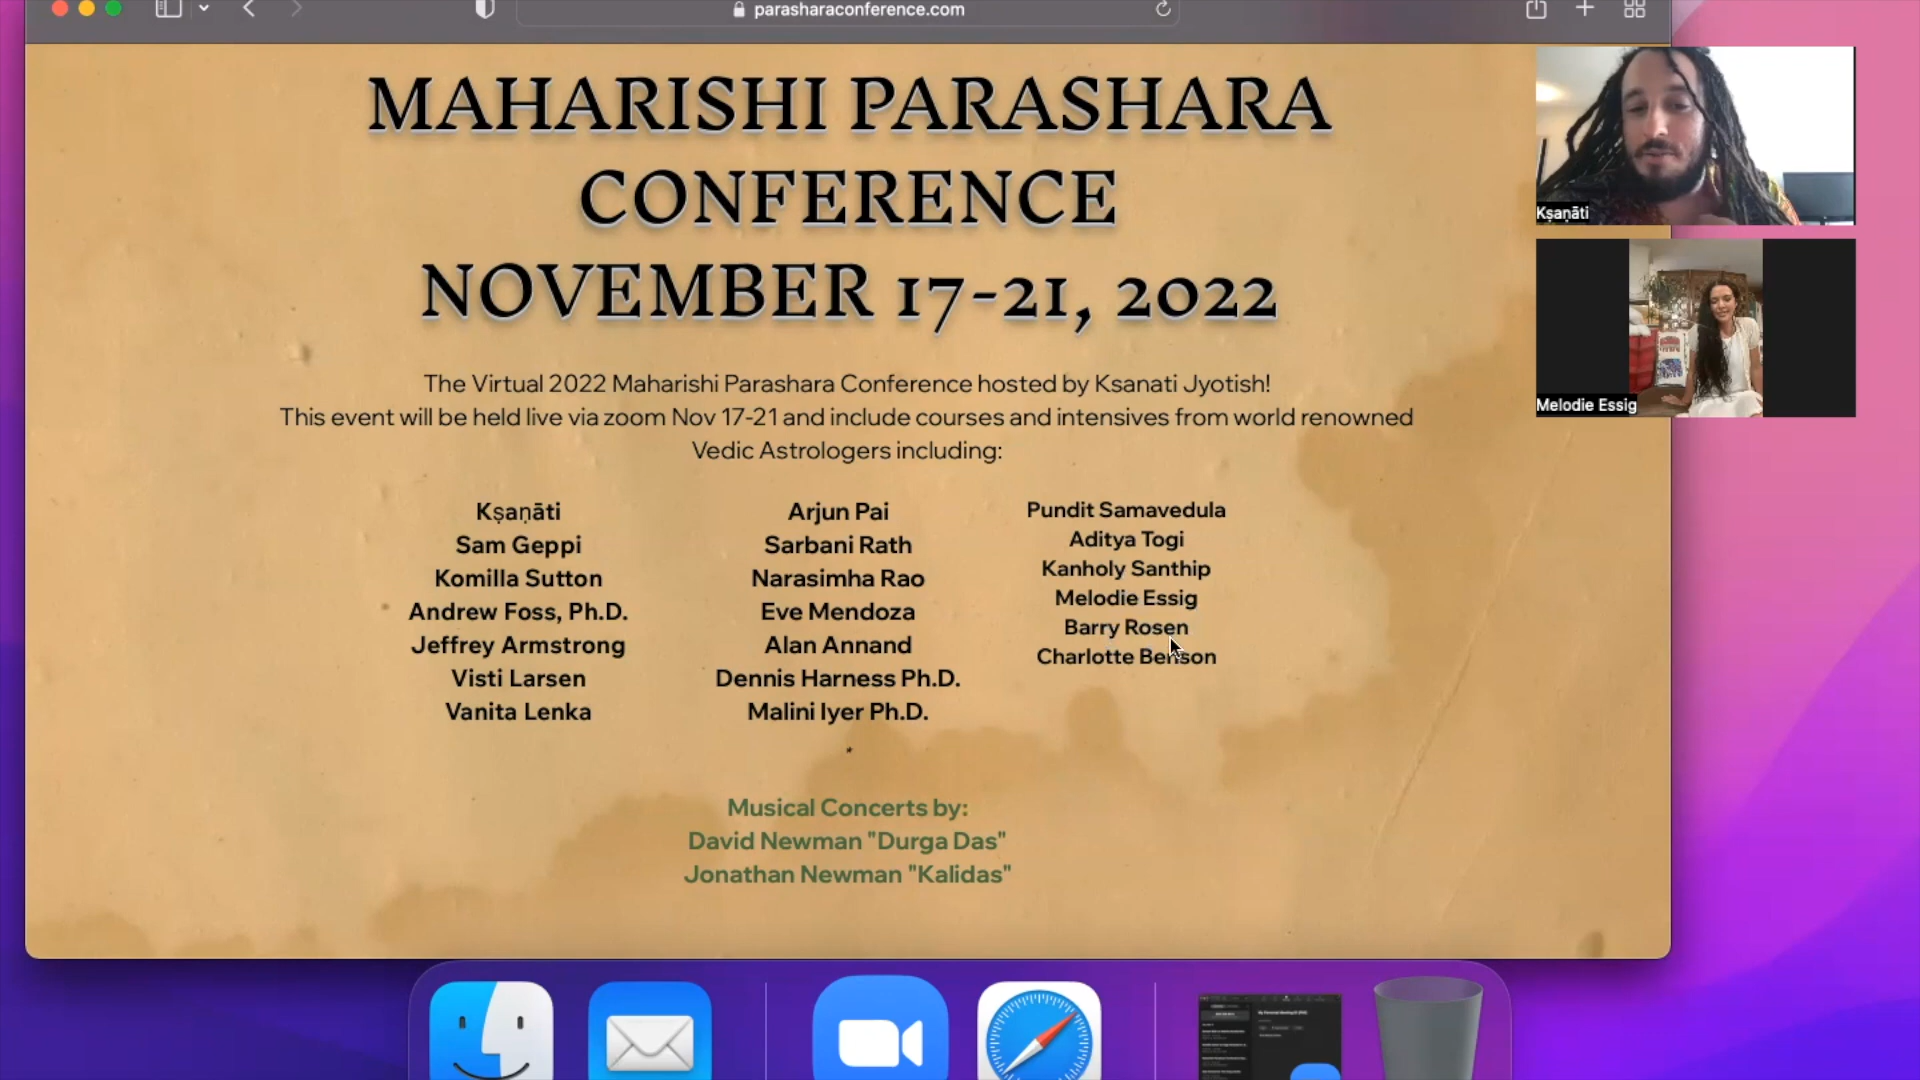 parasharaconference.com
MAHARISHI PARASHARA
CONFERENCE
NOVEMBER 17-21, 2022
The Virtual 2022 Maharishi Parashara Conference hosted by Ksanati Jyotish!
This event will be held live via zoom Nov 17-21 and include courses and intensives from world renowned
Vedic Astrologers including:
Kṣaṇāti
Sam Geppi
Komilla Sutton
Andrew Foss, Ph.D.
Jeffrey Armstrong
Visti Larsen
Vanita Lenka
Arjun Pai
Sarbani Rath
Narasimha Rao
Eve Mendoza
Alan Annand
Dennis Harness Ph.D.
Malini Iyer Ph.D.
*
Pundit Samavedula
Aditya Togi
Kanholy Santhip
Melodie Essig
Barry Rosen
Charlotte Benson
Musical Concerts by:
David Newman "Durga Das"
Jonathan Newman "Kalidas"
Kṣaṇāti
Melodie Essig